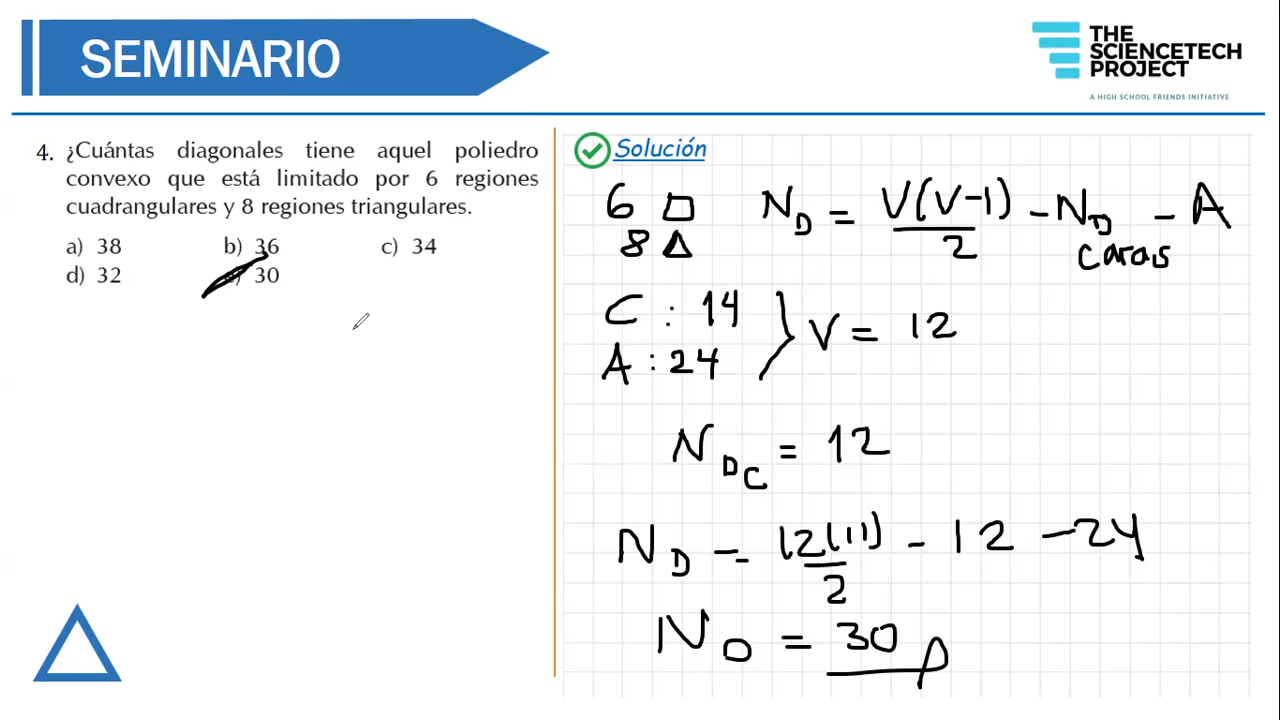 SEMINARIO
THE
SCIENCETECH
PROJECT
A HIGH SCHOOL FRIENDS INITIATIVE
4. ¿Cuántas diagonales tiene aquel poliedro
convexo que está limitado por 6 regiones
cuadrangulares y 8 regiones triangulares.
a) 38 b) 36 c) 34
d) 32 e) 30
Solución
6 □ N_D = V(V-1)/2 - N_D caras - A
8 △
C : 14
A : 24 } V = 12
N_DC = 12
N_D = 12(11)/2 - 12 - 24
N_D = 30